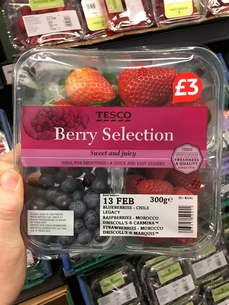 £3
TESCO
Berry Selection
Sweet and juicy
IDEAL FOR SMOOTHIES • A QUICK AND EASY DESSERT
FRESHNESS
& QUALITY
13 FEB
300g℮
BLUEBERRIES - CHILE
LEGACY
RASPBERRIES - MOROCCO
DRISCOLL'S ® CARMINA™
STRAWBERRIES - MOROCCO
DRISCOLL'S ® MARQUIS™